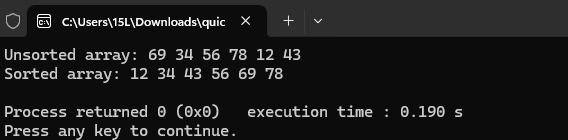 C:\Users\15L\Downloads\quic
Unsorted array: 69 34 56 78 12 43
Sorted array: 12 34 43 56 69 78
Process returned 0 (0x0)   execution time : 0.190 s
Press any key to continue.